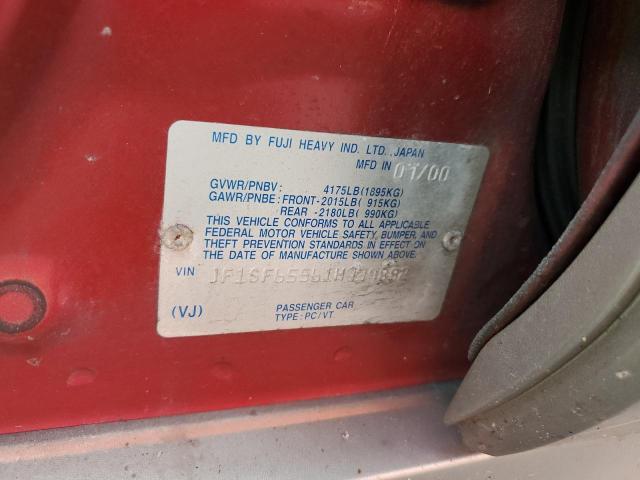 MFD BY FUJI HEAVY IND. LTD., JAPAN
MFD IN 07/00
GVWR/PNBV: 4175LB(1895KG)
GAWR/PNBE: FRONT-2015LB( 915KG)
REAR -2180LB( 990KG)
THIS VEHICLE CONFORMS TO ALL APPLICABLE
FEDERAL MOTOR VEHICLE SAFETY, BUMPER, AND
THEFT PREVENTION STANDARDS IN EFFECT ON
THE DATE OF MANUFACTURE SHOWN ABOVE.
VIN
(VJ)
PASSENGER CAR
TYPE: PC/VT